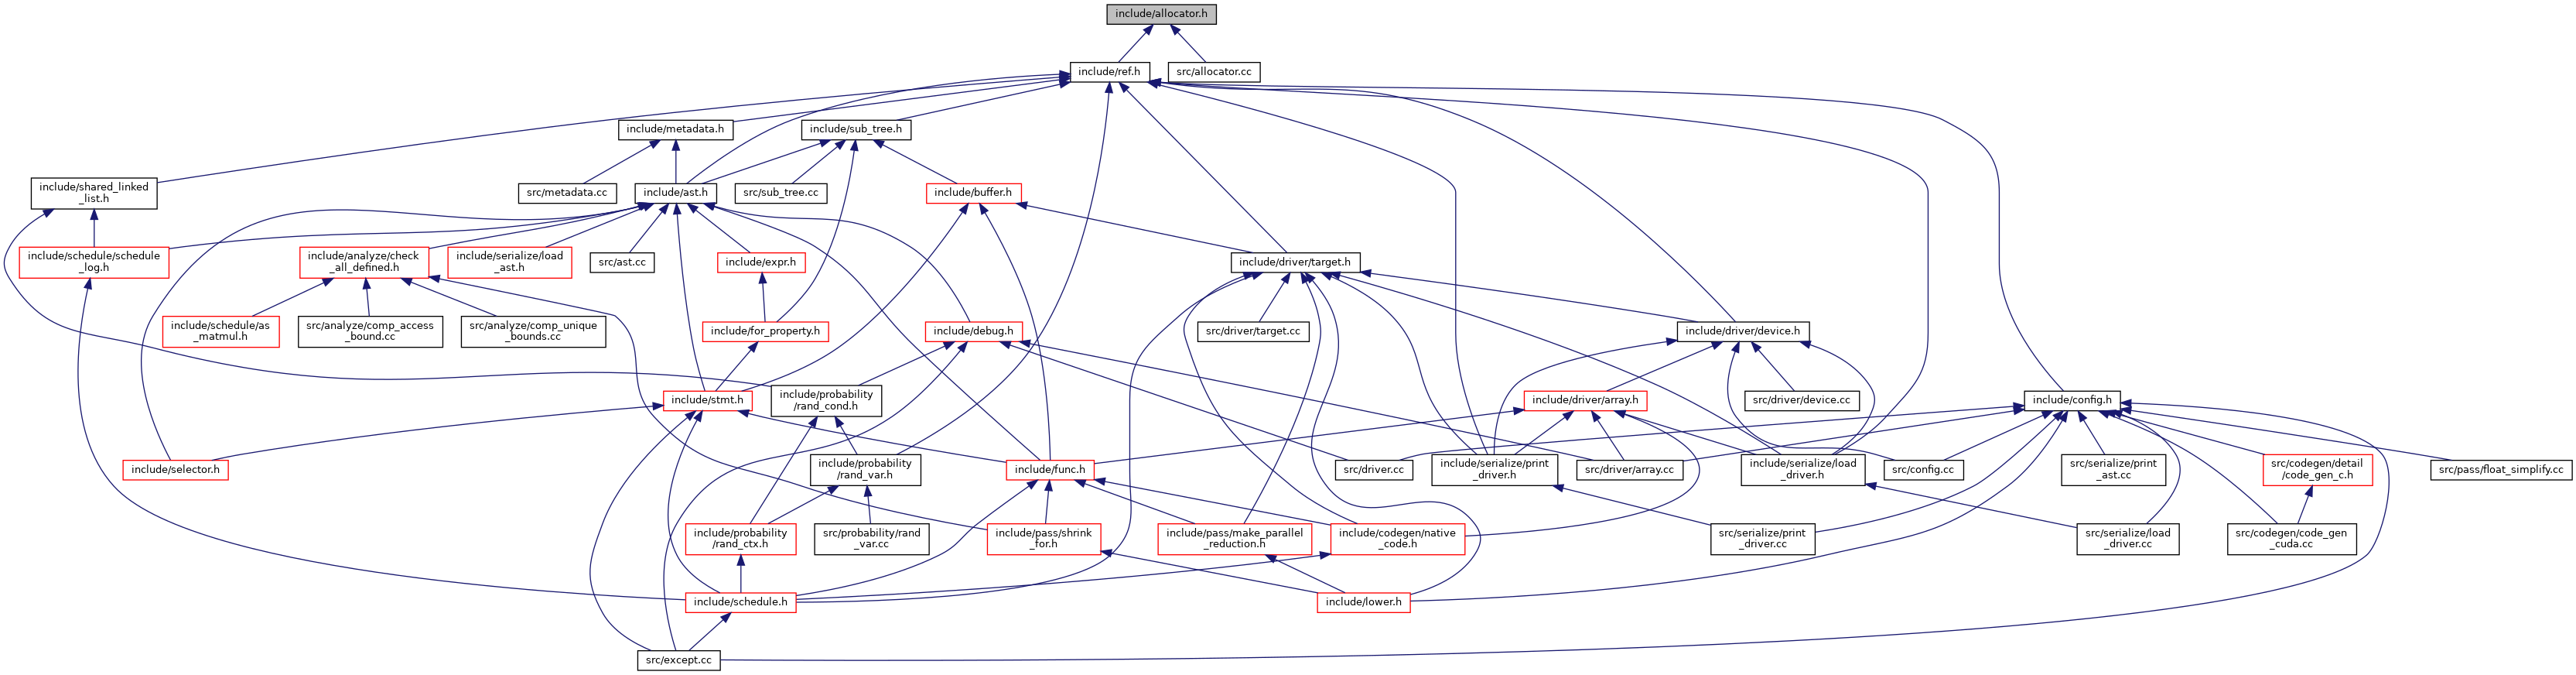 include/allocator.h
include/ref.h
src/allocator.cc
include/metadata.h
include/sub_tree.h
include/shared_linked
_list.h
src/metadata.cc
include/ast.h
src/sub_tree.cc
include/buffer.h
include/schedule/schedule
_log.h
include/analyze/check
_all_defined.h
include/serialize/load
_ast.h
src/ast.cc
include/expr.h
include/driver/target.h
include/schedule/as
_matmul.h
src/analyze/comp_access
_bound.cc
src/analyze/comp_unique
_bounds.cc
include/for_property.h
include/debug.h
src/driver/target.cc
include/driver/device.h
include/stmt.h
include/probability
/rand_cond.h
include/driver/array.h
src/driver/device.cc
include/config.h
include/selector.h
include/probability
/rand_var.h
include/func.h
src/driver.cc
include/serialize/print
_driver.h
src/driver/array.cc
include/serialize/load
_driver.h
src/config.cc
src/serialize/print
_ast.cc
src/codegen/detail
/code_gen_c.h
src/pass/float_simplify.cc
include/probability
/rand_ctx.h
src/probability/rand
_var.cc
include/pass/shrink
_for.h
include/pass/make_parallel
_reduction.h
include/codegen/native
_code.h
src/serialize/print
_driver.cc
src/serialize/load
_driver.cc
src/codegen/code_gen
_cuda.cc
include/schedule.h
include/lower.h
src/except.cc